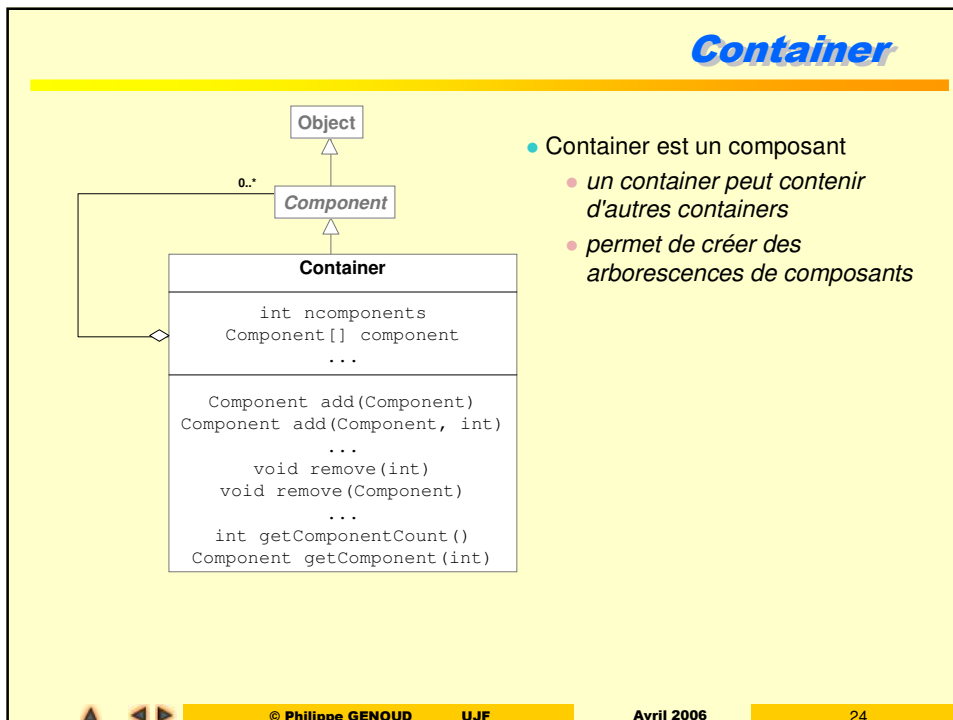 Container
Object
0..*
Component
Container
int ncomponents
Component[] component
...
Component add(Component)
Component add(Component, int)
...
void remove(int)
void remove(Component)
...
int getComponentCount()
Component getComponent(int)
Container est un composant
un container peut contenir
d'autres containers
permet de créer des
arborescences de composants
© Philippe GENOUD UJF Avril 2006 24